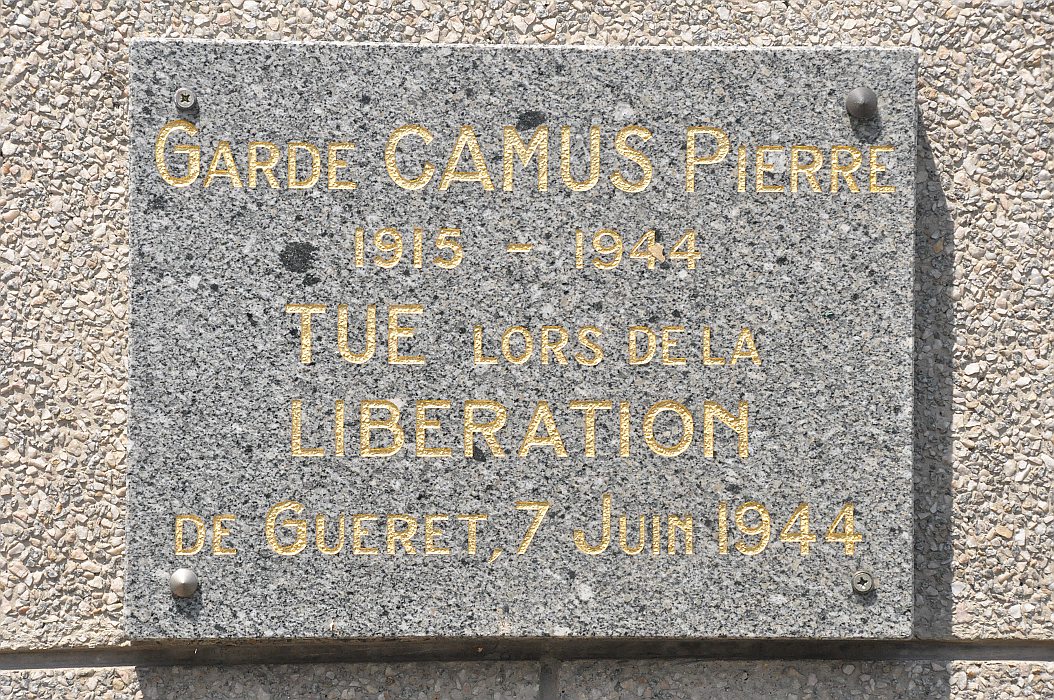 GARDE CAMUS PIERRE
1915 - 1944
TUE LORS DE LA
LIBERATION
DE GUERET, 7 JUIN 1944